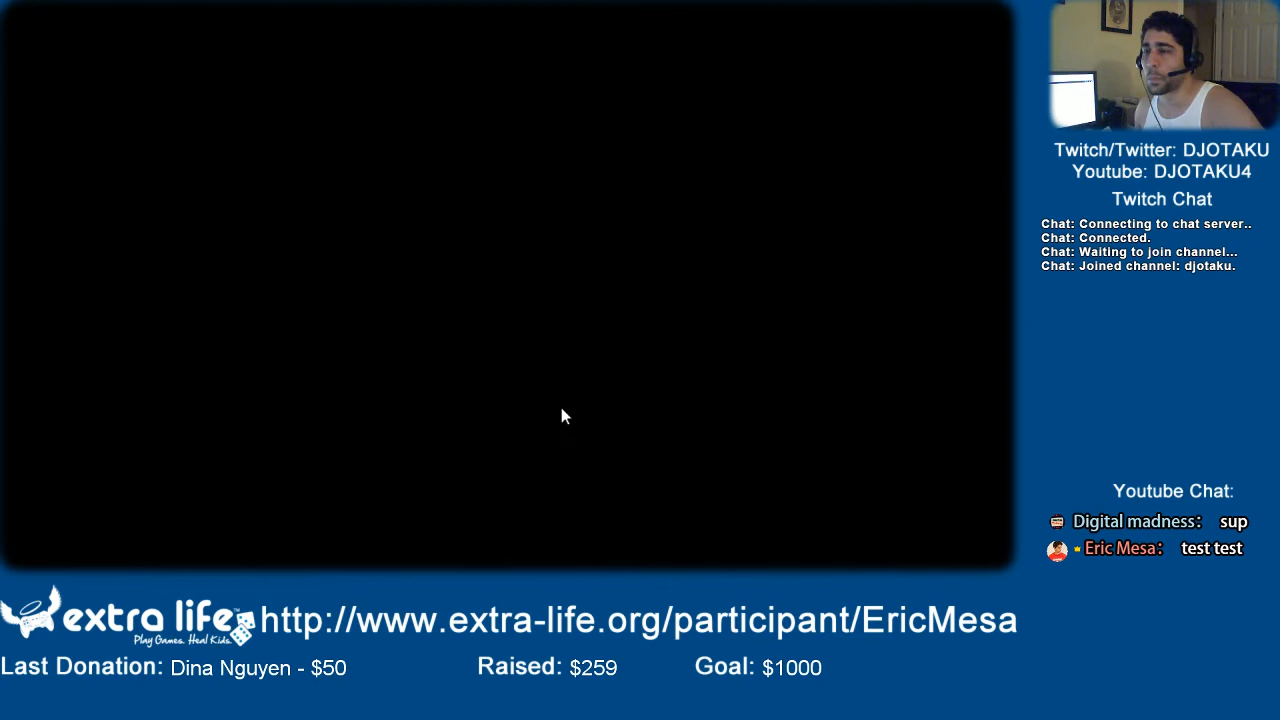 Twitch/Twitter: DJOTAKU
Youtube: DJOTAKU4
Twitch Chat
Chat: Connecting to chat server..
Chat: Connected.
Chat: Waiting to join channel...
Chat: Joined channel: djotaku.
Youtube Chat:
Digital madness: sup
Eric Mesa: test test
extra life™
Play Games. Heal Kids.
http://www.extra-life.org/participant/EricMesa
Last Donation: Dina Nguyen - $50 Raised: $259 Goal: $1000